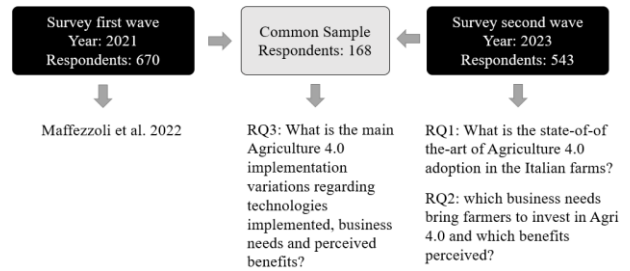 Survey first wave
Year: 2021
Respondents: 670
Common Sample
Respondents: 168
Survey second wave
Year: 2023
Respondents: 543
Maffezzoli et al. 2022
RQ3: What is the main
Agriculture 4.0
implementation
variations regarding
technologies
implemented, business
needs and perceived
benefits?
RQ1: What is the state-of-of
the-art of Agriculture 4.0
adoption in the Italian farms?
RQ2: which business needs
bring farmers to invest in Agri
4.0 and which benefits
perceived?